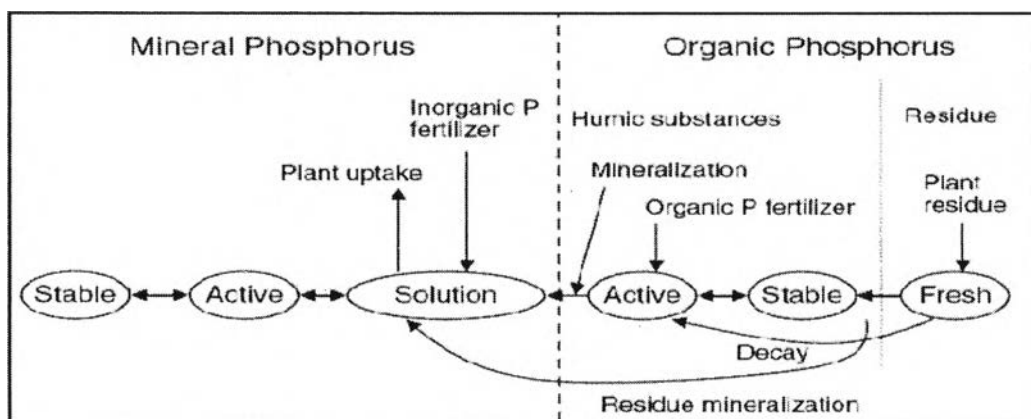 Mineral Phosphorus
Organic Phosphorus
Inorganic P
fertilizer
Plant uptake
Humic substances
Mineralization
Organic P fertilizer
Residue
Plant
residue
Stable
Active
Solution
Active
Stable
Fresh
Decay
Residue mineralization